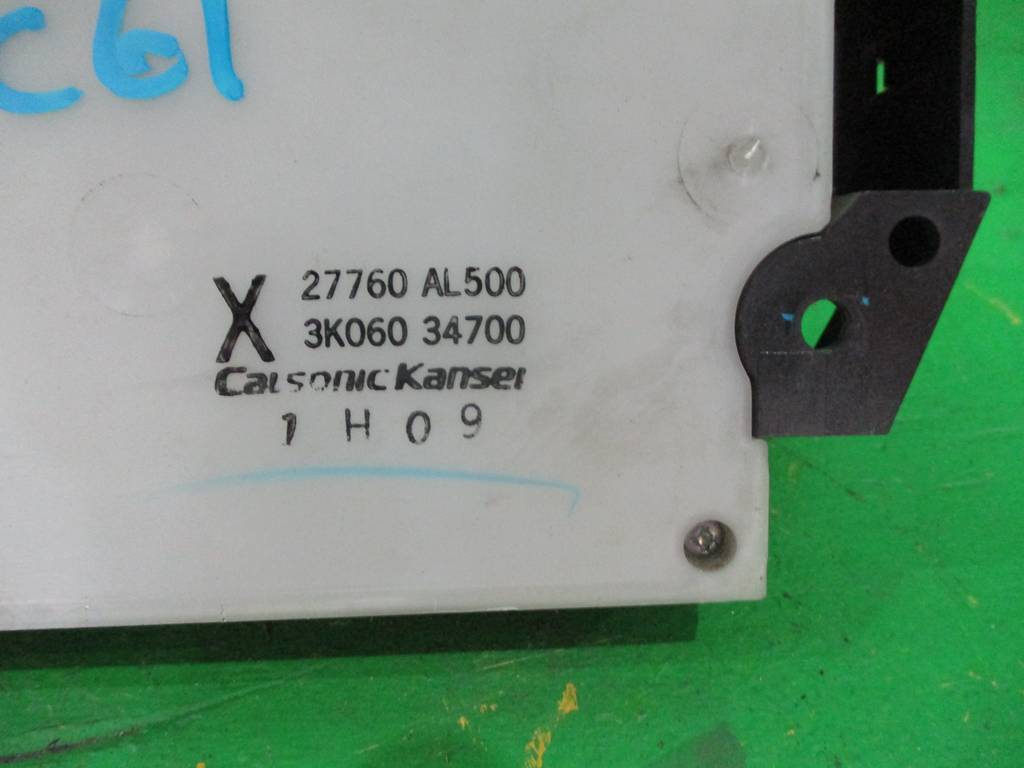 c61
X 27760 AL500
3K060 34700
CalsonicKansei
1 H 0 9